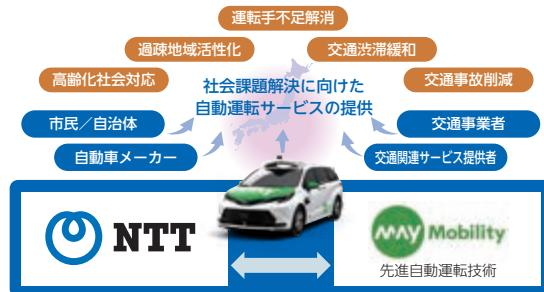 運転手不足解消
過疎地域活性化
交通渋滞緩和
高齢化社会対応
交通事故削減
社会課題解決に向けた
自動運転サービスの提供
市民／自治体
交通事業者
自動車メーカー
交通関連サービス提供者
NTT
MAY Mobility
先進自動運転技術